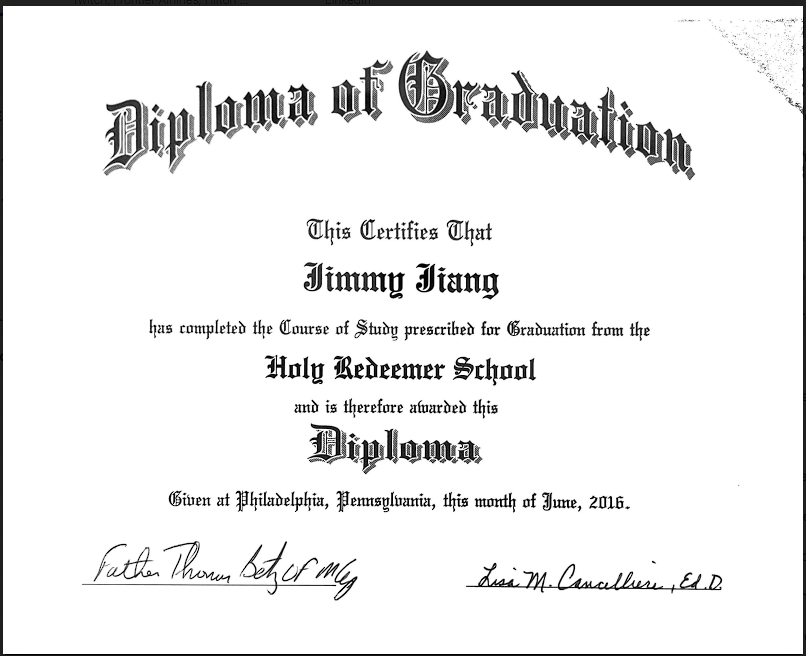 Diploma of Graduation
This Certifies That
Jimmy Jiang
has completed the Course of Study prescribed for Graduation from the
Holy Redeemer School
and is therefore awarded this
Diploma
Given at Philadelphia, Pennsylvania, this month of June, 2016.
Father Thomas Betz OFM Cap
Lisa M. Cancelliere, Ed.D.